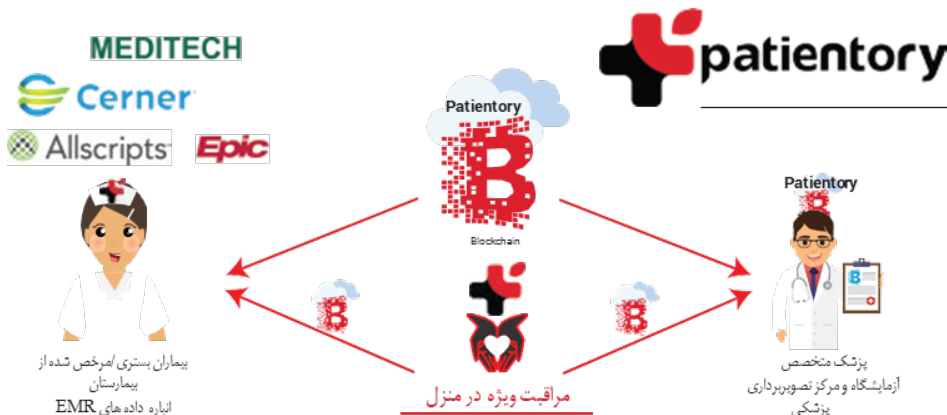 MEDITECH
Cerner
Allscripts
Epic
patientory
Patientory
Blockchain
Patientory
بیماران بستری/مرخص شده از
بیمارستان
انباره داده های EMR
مراقبت ویژه در منزل
پزشک متخصص
آزمایشگاه و مرکز تصویربرداری
پزشکی